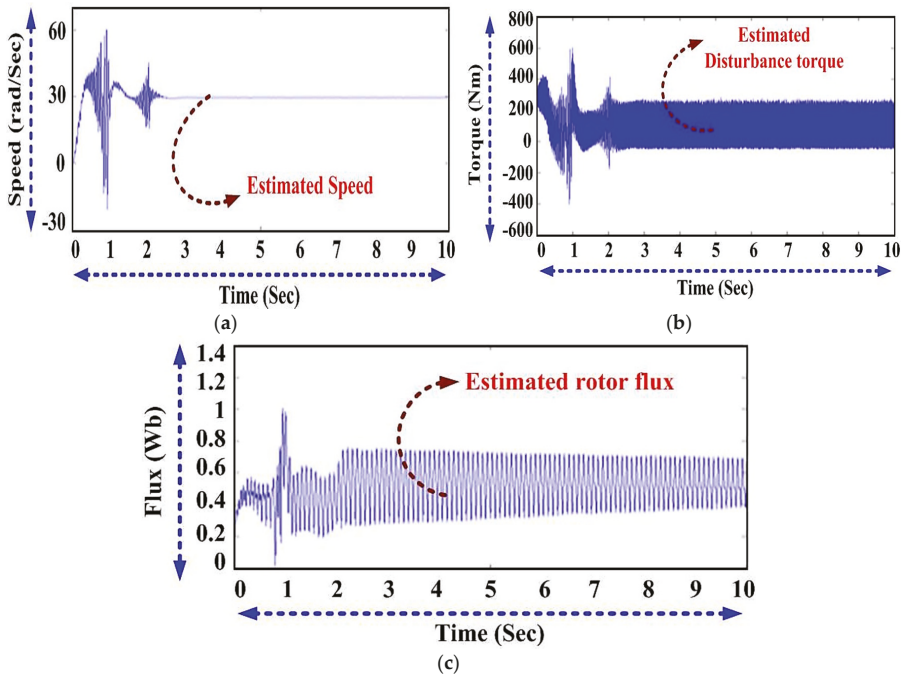 Speed (rad/Sec)
60
30
0
-30
Estimated Speed
0 1 2 3 4 5 6 7 8 9 10
Time (Sec)
(a)
Torque (Nm)
800
600
400
200
0
-200
-400
-600
Estimated
Disturbance torque
0 1 2 3 4 5 6 7 8 9 10
Time (Sec)
(b)
Flux (Wb)
1.4
1.2
1
0.8
0.6
0.4
0.2
0
Estimated rotor flux
0 1 2 3 4 5 6 7 8 9 10
Time (Sec)
(c)